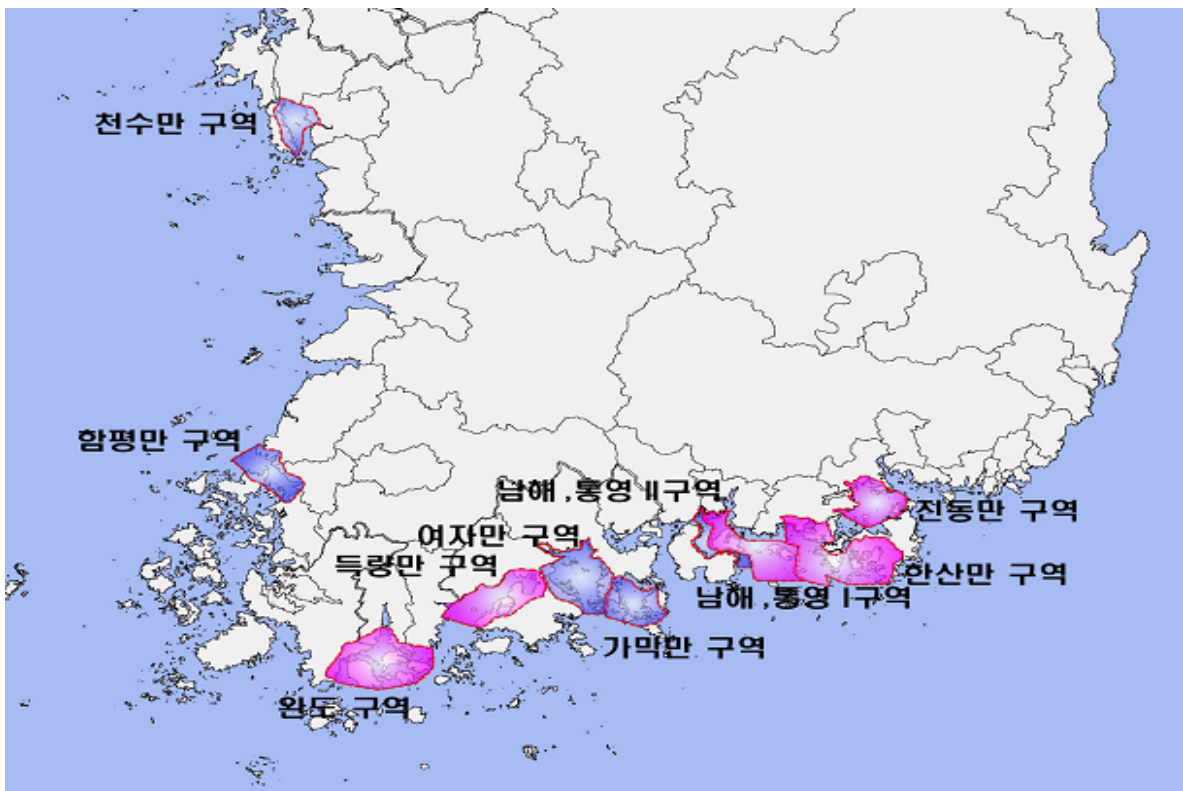 천수만 구역
함평만 구역
남해,통영 II구역
진동만 구역
여자만 구역
득량만 구역
한산만 구역
남해,통영 I구역
가막만 구역
완도 구역